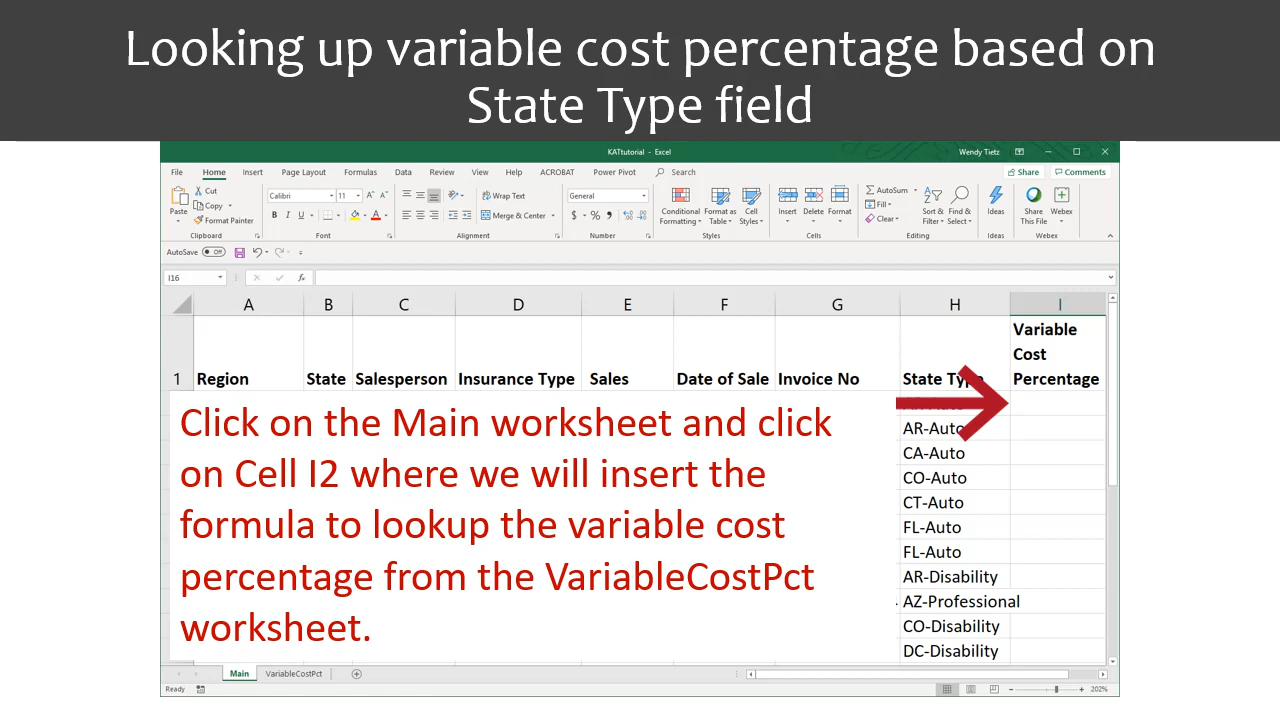 Looking up variable cost percentage based on
State Type field
KATtutorial - Excel
Wendy Tietz
File Home Insert Page Layout Formulas Data Review View Help ACROBAT Power Pivot Search Share Comments
Paste
Cut
Copy
Format Painter
Clipboard
Calibri 11
B I U
A
Font
Wrap Text
Merge & Center
Alignment
General
$ % ,
Number
Conditional Formatting
Format as Table
Cell Styles
Styles
Insert Delete Format
Cells
AutoSum
Fill
Clear
Sort & Filter
Find & Select
Editing
Ideas
Ideas
Share This File
Webex
Webex
AutoSave Off
I16
fx
A B C D E F G H I
1 Region State Salesperson Insurance Type Sales Date of Sale Invoice No State Type Variable Cost Percentage
Click on the Main worksheet and click
on Cell I2 where we will insert the
formula to lookup the variable cost
percentage from the VariableCostPct
worksheet.
AR-Auto
CA-Auto
CO-Auto
CT-Auto
FL-Auto
FL-Auto
AR-Disability
AZ-Professional
CO-Disability
DC-Disability
Main VariableCostPct
Ready
202%